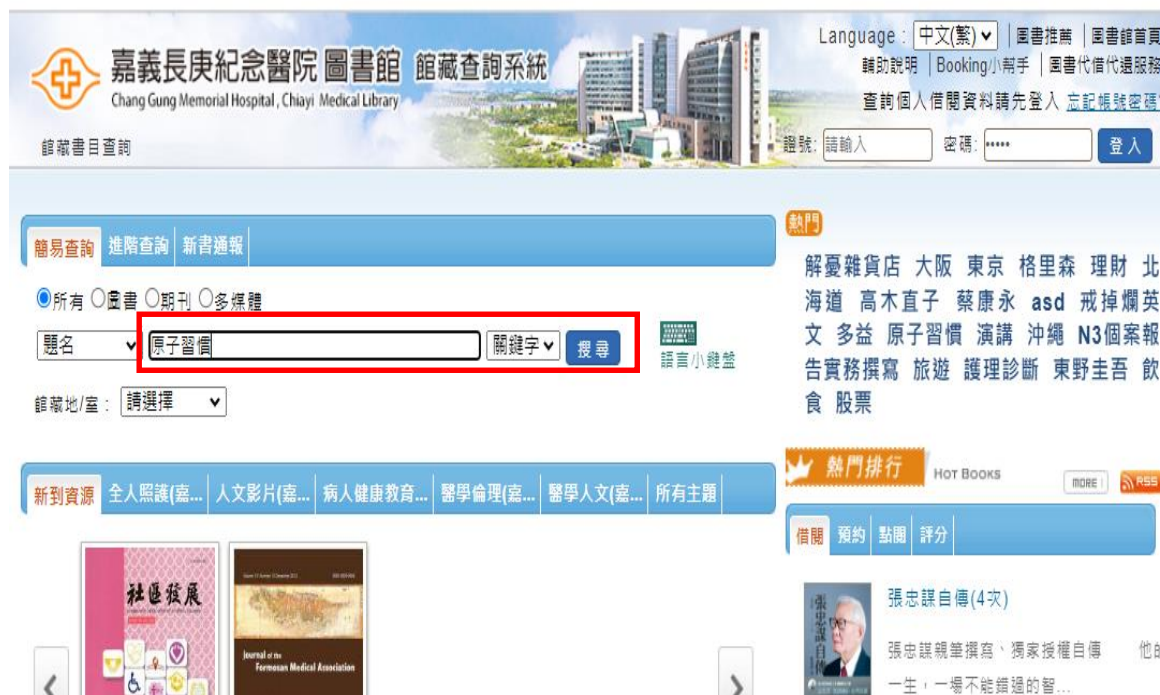 嘉義長庚紀念醫院 圖書館 館藏查詢系統
Chang Gung Memorial Hospital, Chiayi Medical Library
館藏書目查詢
Language : 中文(繁) | 圖書推薦 | 圖書館首頁
輔助說明 | Booking小幫手 | 圖書代借代還服務
查詢個人借閱資料請先登入 忘記帳號密碼
證號: 請輸入 密碼: ••••• 登入
簡易查詢 進階查詢 新書通報
所有 圖書 期刊 多媒體
題名 原子習慣 關鍵字 搜尋
語言小鍵盤
館藏地/室 : 請選擇
熱門
解憂雜貨店 大阪 東京 格里森 理財 北
海道 高木直子 蔡康永 asd 戒掉爛英
文 多益 原子習慣 演講 沖繩 N3個案報
告實務撰寫 旅遊 護理診斷 東野圭吾 飲
食 股票
新到資源 全人照護(嘉... 人文影片(嘉... 病人健康教育... 醫學倫理(嘉... 醫學人文(嘉... 所有主題
社區發展
Journal of the
Formosan Medical Association
熱門排行 HOT BOOKS MORE RSS
借閱 預約 點閱 評分
張忠謀自傳
張忠謀自傳(4次)
張忠謀親筆撰寫、獨家授權自傳 他的
一生，一場不能錯過的智...